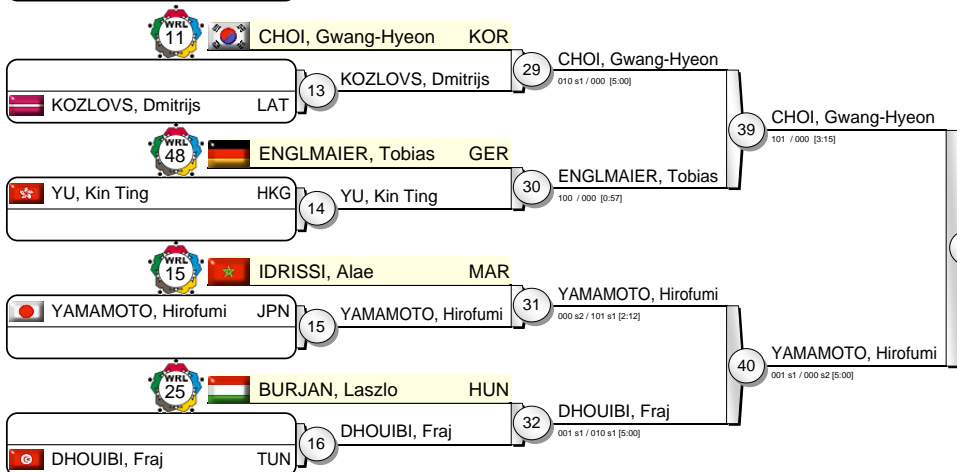 WRL 11 CHOI, Gwang-Hyeon KOR
KOZLOVS, Dmitrijs LAT
13 KOZLOVS, Dmitrijs
29 CHOI, Gwang-Hyeon
010 s1 / 000 [5:00]
WRL 48 ENGLMAIER, Tobias GER
YU, Kin Ting HKG
14 YU, Kin Ting
30 ENGLMAIER, Tobias
100 / 000 [0:57]
39 CHOI, Gwang-Hyeon
101 / 000 [3:15]
WRL 15 IDRISSI, Alae MAR
YAMAMOTO, Hirofumi JPN
15 YAMAMOTO, Hirofumi
31 YAMAMOTO, Hirofumi
000 s2 / 101 s1 [2:12]
WRL 25 BURJAN, Laszlo HUN
DHOUIBI, Fraj TUN
16 DHOUIBI, Fraj
32 DHOUIBI, Fraj
001 s1 / 010 s1 [5:00]
40 YAMAMOTO, Hirofumi
001 s1 / 000 s2 [5:00]